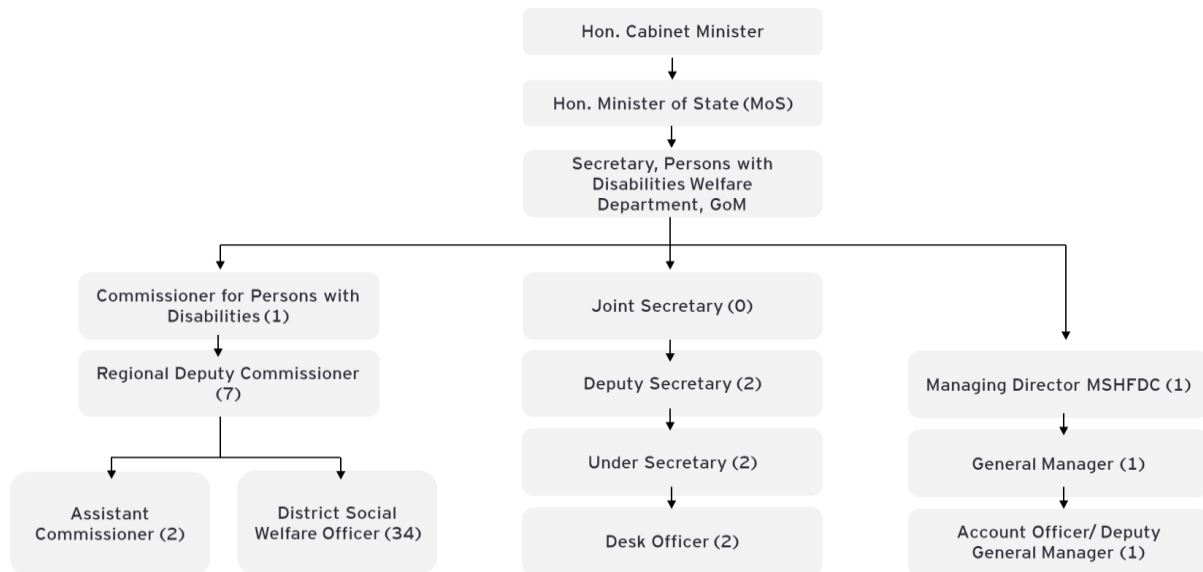 Hon. Cabinet Minister
Hon. Minister of State (MoS)
Secretary, Persons with
Disabilities Welfare
Department, GoM
Commissioner for Persons with
Disabilities (1)
Regional Deputy Commissioner
(7)
Assistant
Commissioner (2)
District Social
Welfare Officer (34)
Joint Secretary (0)
Deputy Secretary (2)
Under Secretary (2)
Desk Officer (2)
Managing Director MSHFDC (1)
General Manager (1)
Account Officer/ Deputy
General Manager (1)